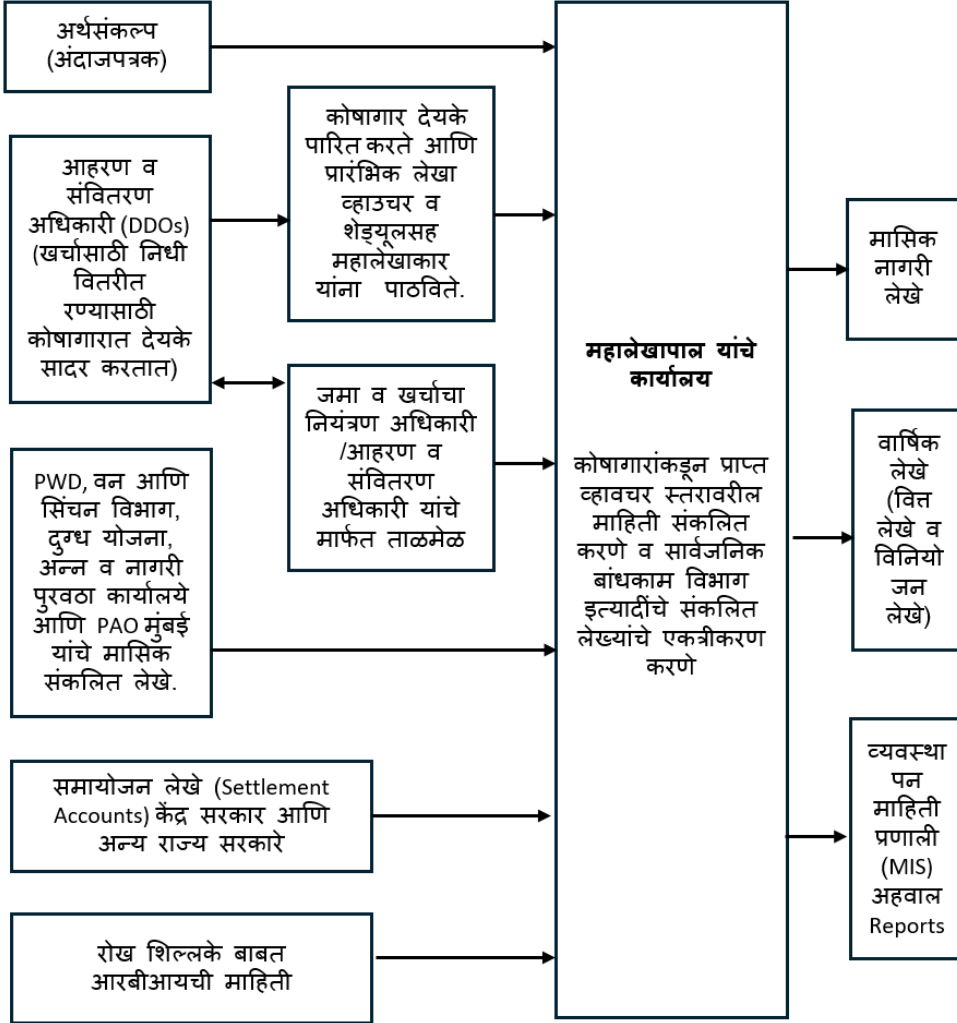 अर्थसंकल्प
(अंदाजपत्रक)
आहरण व
संवितरण
अधिकारी (DDOs)
(खर्चासाठी निधी
वितरीत
रण्यासाठी
कोषागारात देयके
सादर करतात)
कोषागार देयके
पारित करते आणि
प्रारंभिक लेखा
व्हाउचर व
शेड्यूलसह
महालेखाकार
यांना पाठविते.
जमा व खर्चाचा
नियंत्रण अधिकारी
/आहरण व
संवितरण
अधिकारी यांचे
मार्फत ताळमेळ
PWD, वन आणि
सिंचन विभाग,
दुग्ध योजना,
अन्न व नागरी
पुरवठा कार्यालये
आणि PAO मुंबई
यांचे मासिक
संकलित लेखे.
समायोजन लेखे (Settlement
Accounts) केंद्र सरकार आणि
अन्य राज्य सरकारे
रोख शिल्लके बाबत
आरबीआयची माहिती
महालेखापाल यांचे
कार्यालय
कोषागारांकडून प्राप्त
व्हावचर स्तरावरील
माहिती संकलित
करणे व सार्वजनिक
बांधकाम विभाग
इत्यादींचे संकलित
लेख्यांचे एकत्रीकरण
करणे
मासिक
नागरी
लेखे
वार्षिक
लेखे
(वित्त
लेखे व
विनियो
जन
लेखे)
व्यवस्था
पन
माहिती
प्रणाली
(MIS)
अहवाल
Reports